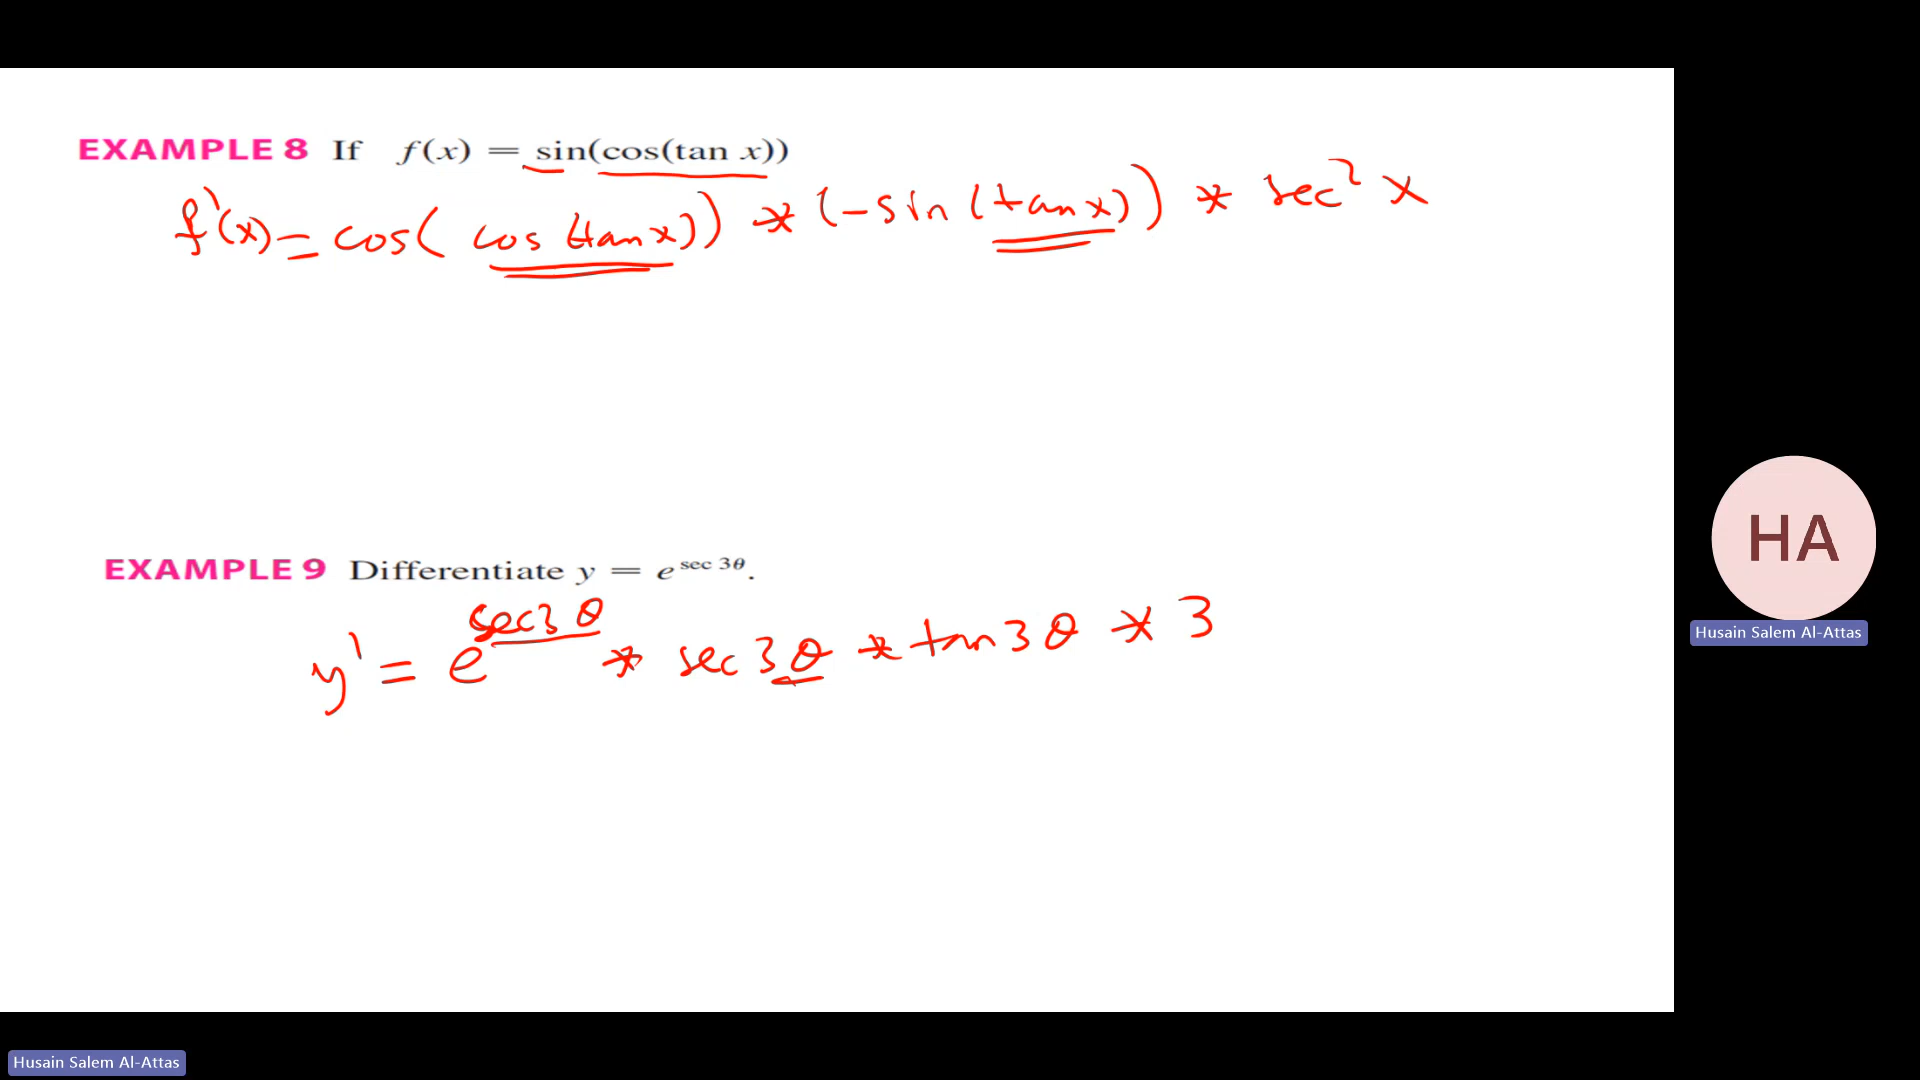 EXAMPLE 8 If f(x) = sin(cos(tan x))
f'(x) = cos( cos (tan x)) * (-sin (tan x)) * sec² x
HA
Husain Salem Al-Attas
EXAMPLE 9 Differentiate y = e^{sec 3θ}.
y' = e^{sec 3θ} * sec 3θ * tan 3θ * 3
Husain Salem Al-Attas